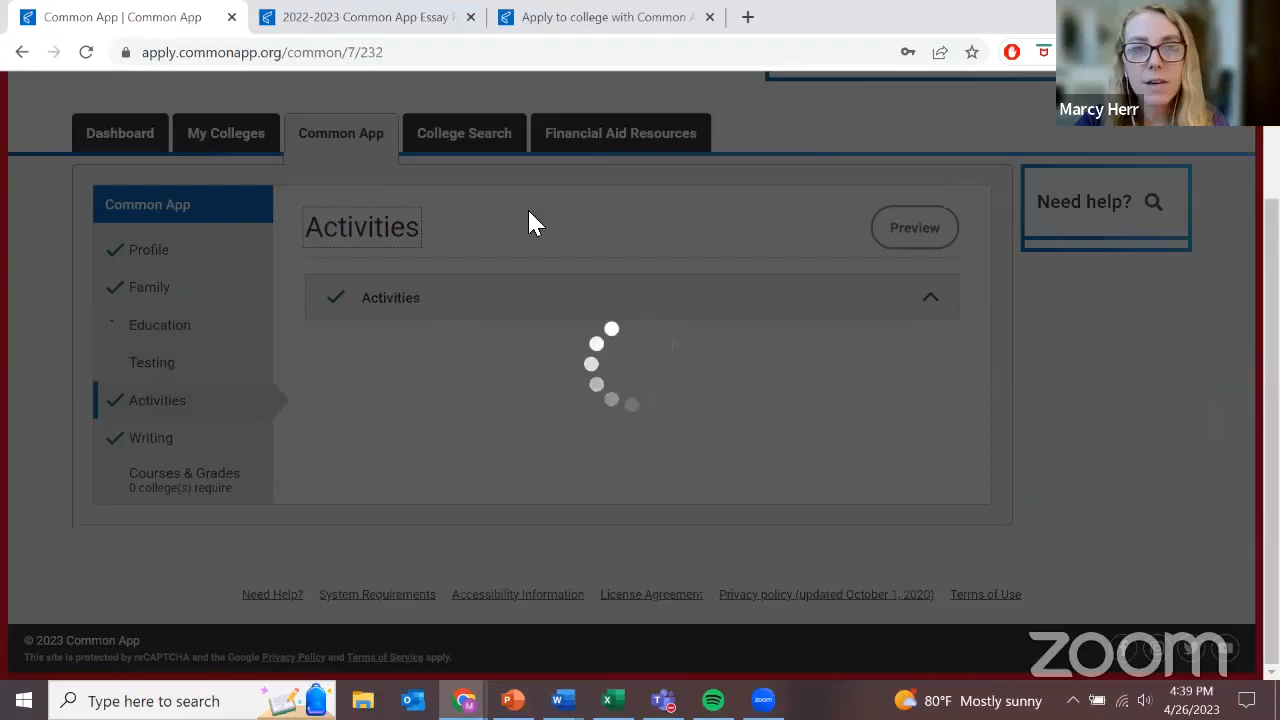 Common App | Common App
2022-2023 Common App Essay
Apply to college with Common
apply.commonapp.org/common/7/232
Marcy Herr
Dashboard
My Colleges
Common App
College Search
Financial Aid Resources
Common App
Profile
Family
Education
Testing
Activities
Writing
Courses & Grades
0 college(s) require
Activities
Preview
Activities
Need help?
Need Help?
System Requirements
Accessibility Information
License Agreement
Privacy policy (updated October 1, 2020)
Terms of Use
© 2023 Common App
This site is protected by reCAPTCHA and the Google Privacy Policy and Terms of Service apply.
zoom
Type here to search
zoom
80°F Mostly sunny
4:39 PM
4/26/2023